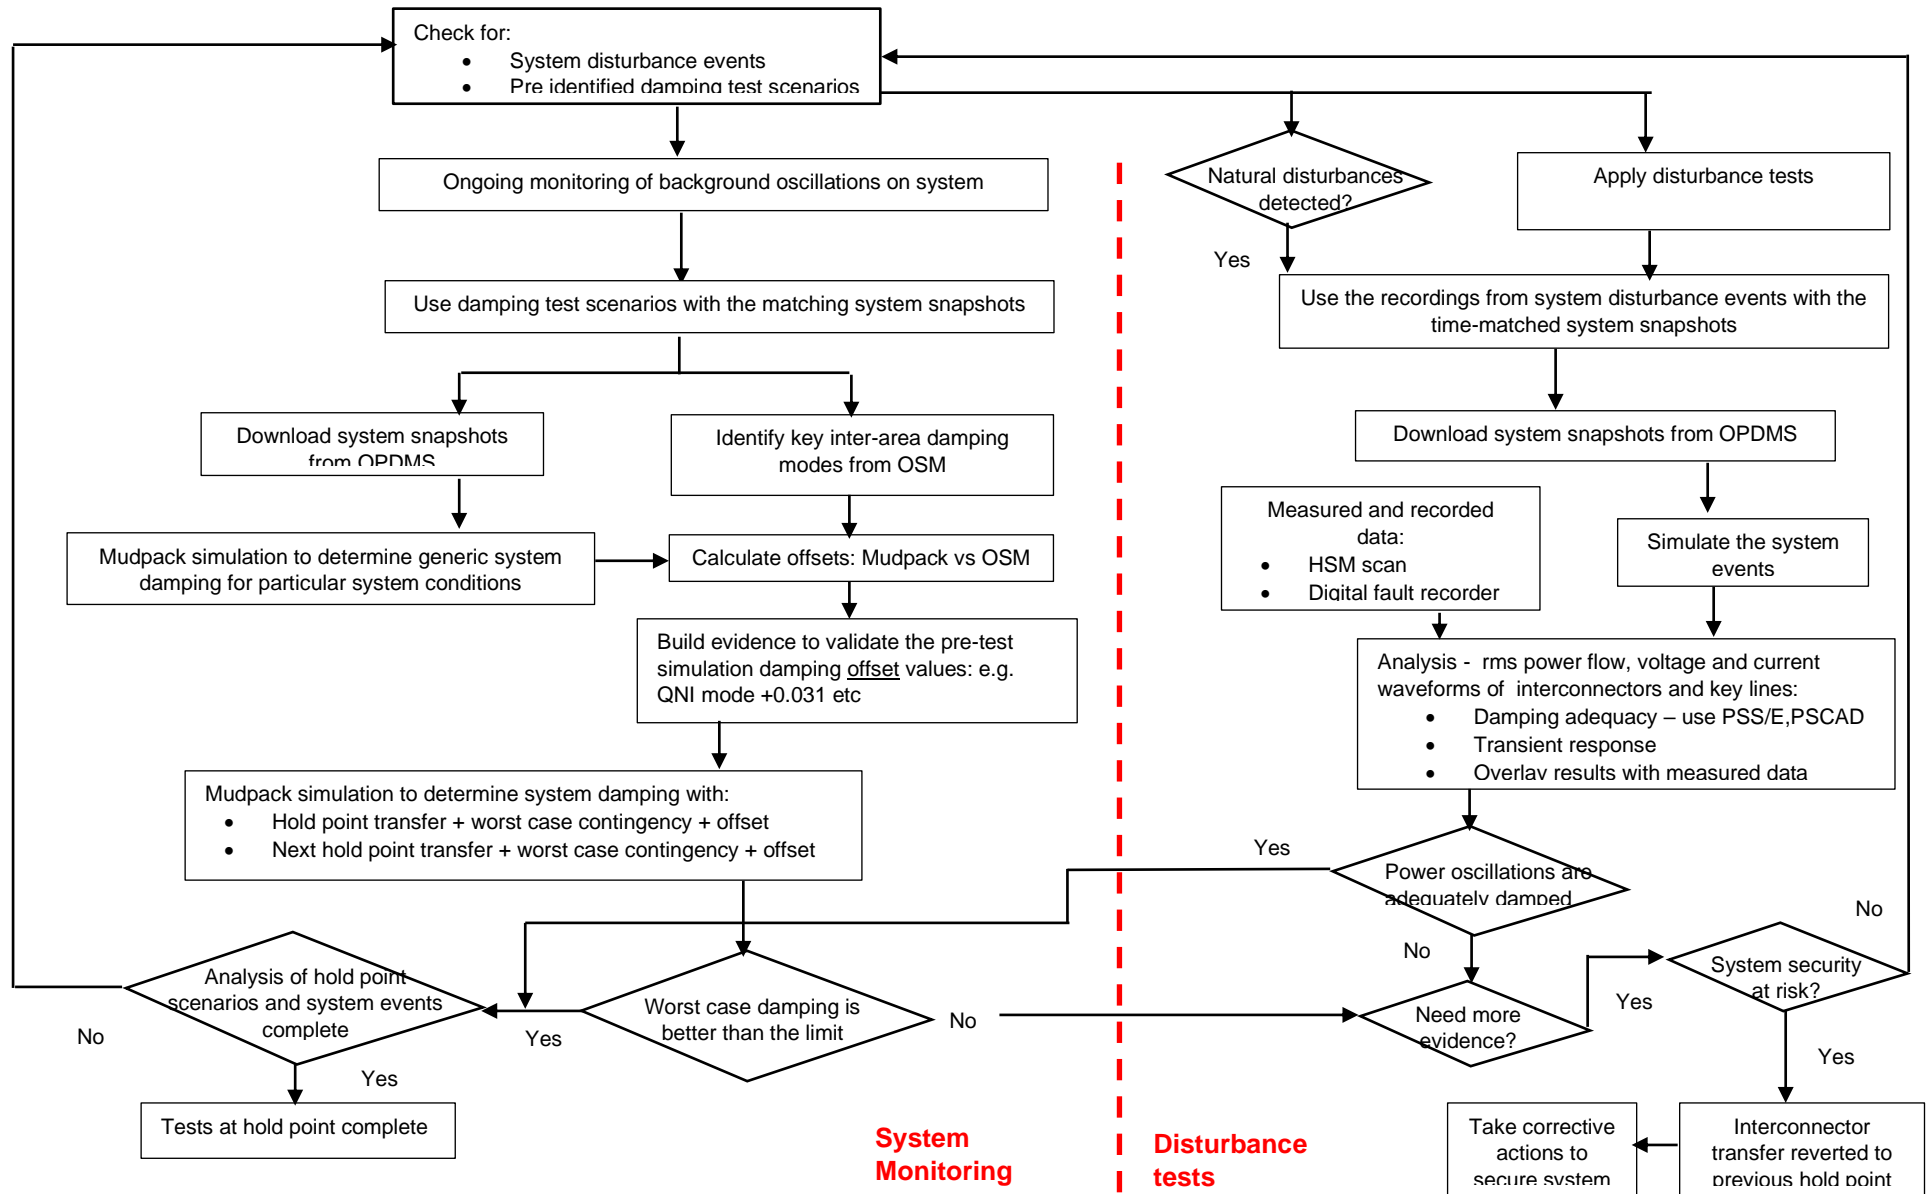 Check for:
• System disturbance events
• Pre identified damping test scenarios
Ongoing monitoring of background oscillations on system
Natural disturbances
detected?
Apply disturbance tests
Yes
Use damping test scenarios with the matching system snapshots
Use the recordings from system disturbance events with the
time-matched system snapshots
Download system snapshots
from OPDMS
Identify key inter-area damping
modes from OSM
Download system snapshots from OPDMS
Mudpack simulation to determine generic system
damping for particular system conditions
Calculate offsets: Mudpack vs OSM
Measured and recorded
data:
• HSM scan
• Digital fault recorder
Simulate the system
events
Build evidence to validate the pre-test
simulation damping offset values: e.g.
QNI mode +0.031 etc
Analysis - rms power flow, voltage and current
waveforms of interconnectors and key lines:
• Damping adequacy – use PSS/E,PSCAD
• Transient response
• Overlay results with measured data
Mudpack simulation to determine system damping with:
• Hold point transfer + worst case contingency + offset
• Next hold point transfer + worst case contingency + offset
Yes
Power oscillations are
adequately damped
No
No
Analysis of hold point
scenarios and system events
complete
No
Yes
Worst case damping is
better than the limit
Yes
No
Need more
evidence?
Yes
System security
at risk?
Yes
Tests at hold point complete
System
Monitoring
Disturbance
tests
Take corrective
actions to
secure system
Interconnector
transfer reverted to
previous hold point